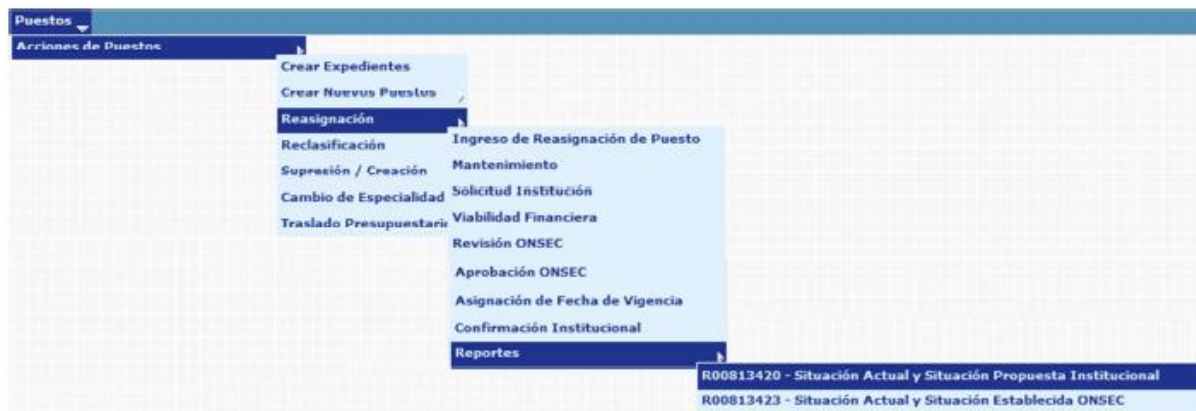 Puestos
Acciones de Puestos
Crear Expedientes
Crear Nuevos Puestos
Reasignación
Reclasificación
Supresión / Creación
Cambio de Especialidad
Traslado Presupuestario
Ingreso de Reasignación de Puesto
Mantenimiento
Solicitud Institución
Viabilidad Financiera
Revisión ONSEC
Aprobación ONSEC
Asignación de Fecha de Vigencia
Confirmación Institucional
Reportes
R00813420 - Situación Actual y Situación Propuesta Institucional
R00813423 - Situación Actual y Situación Establecida ONSEC